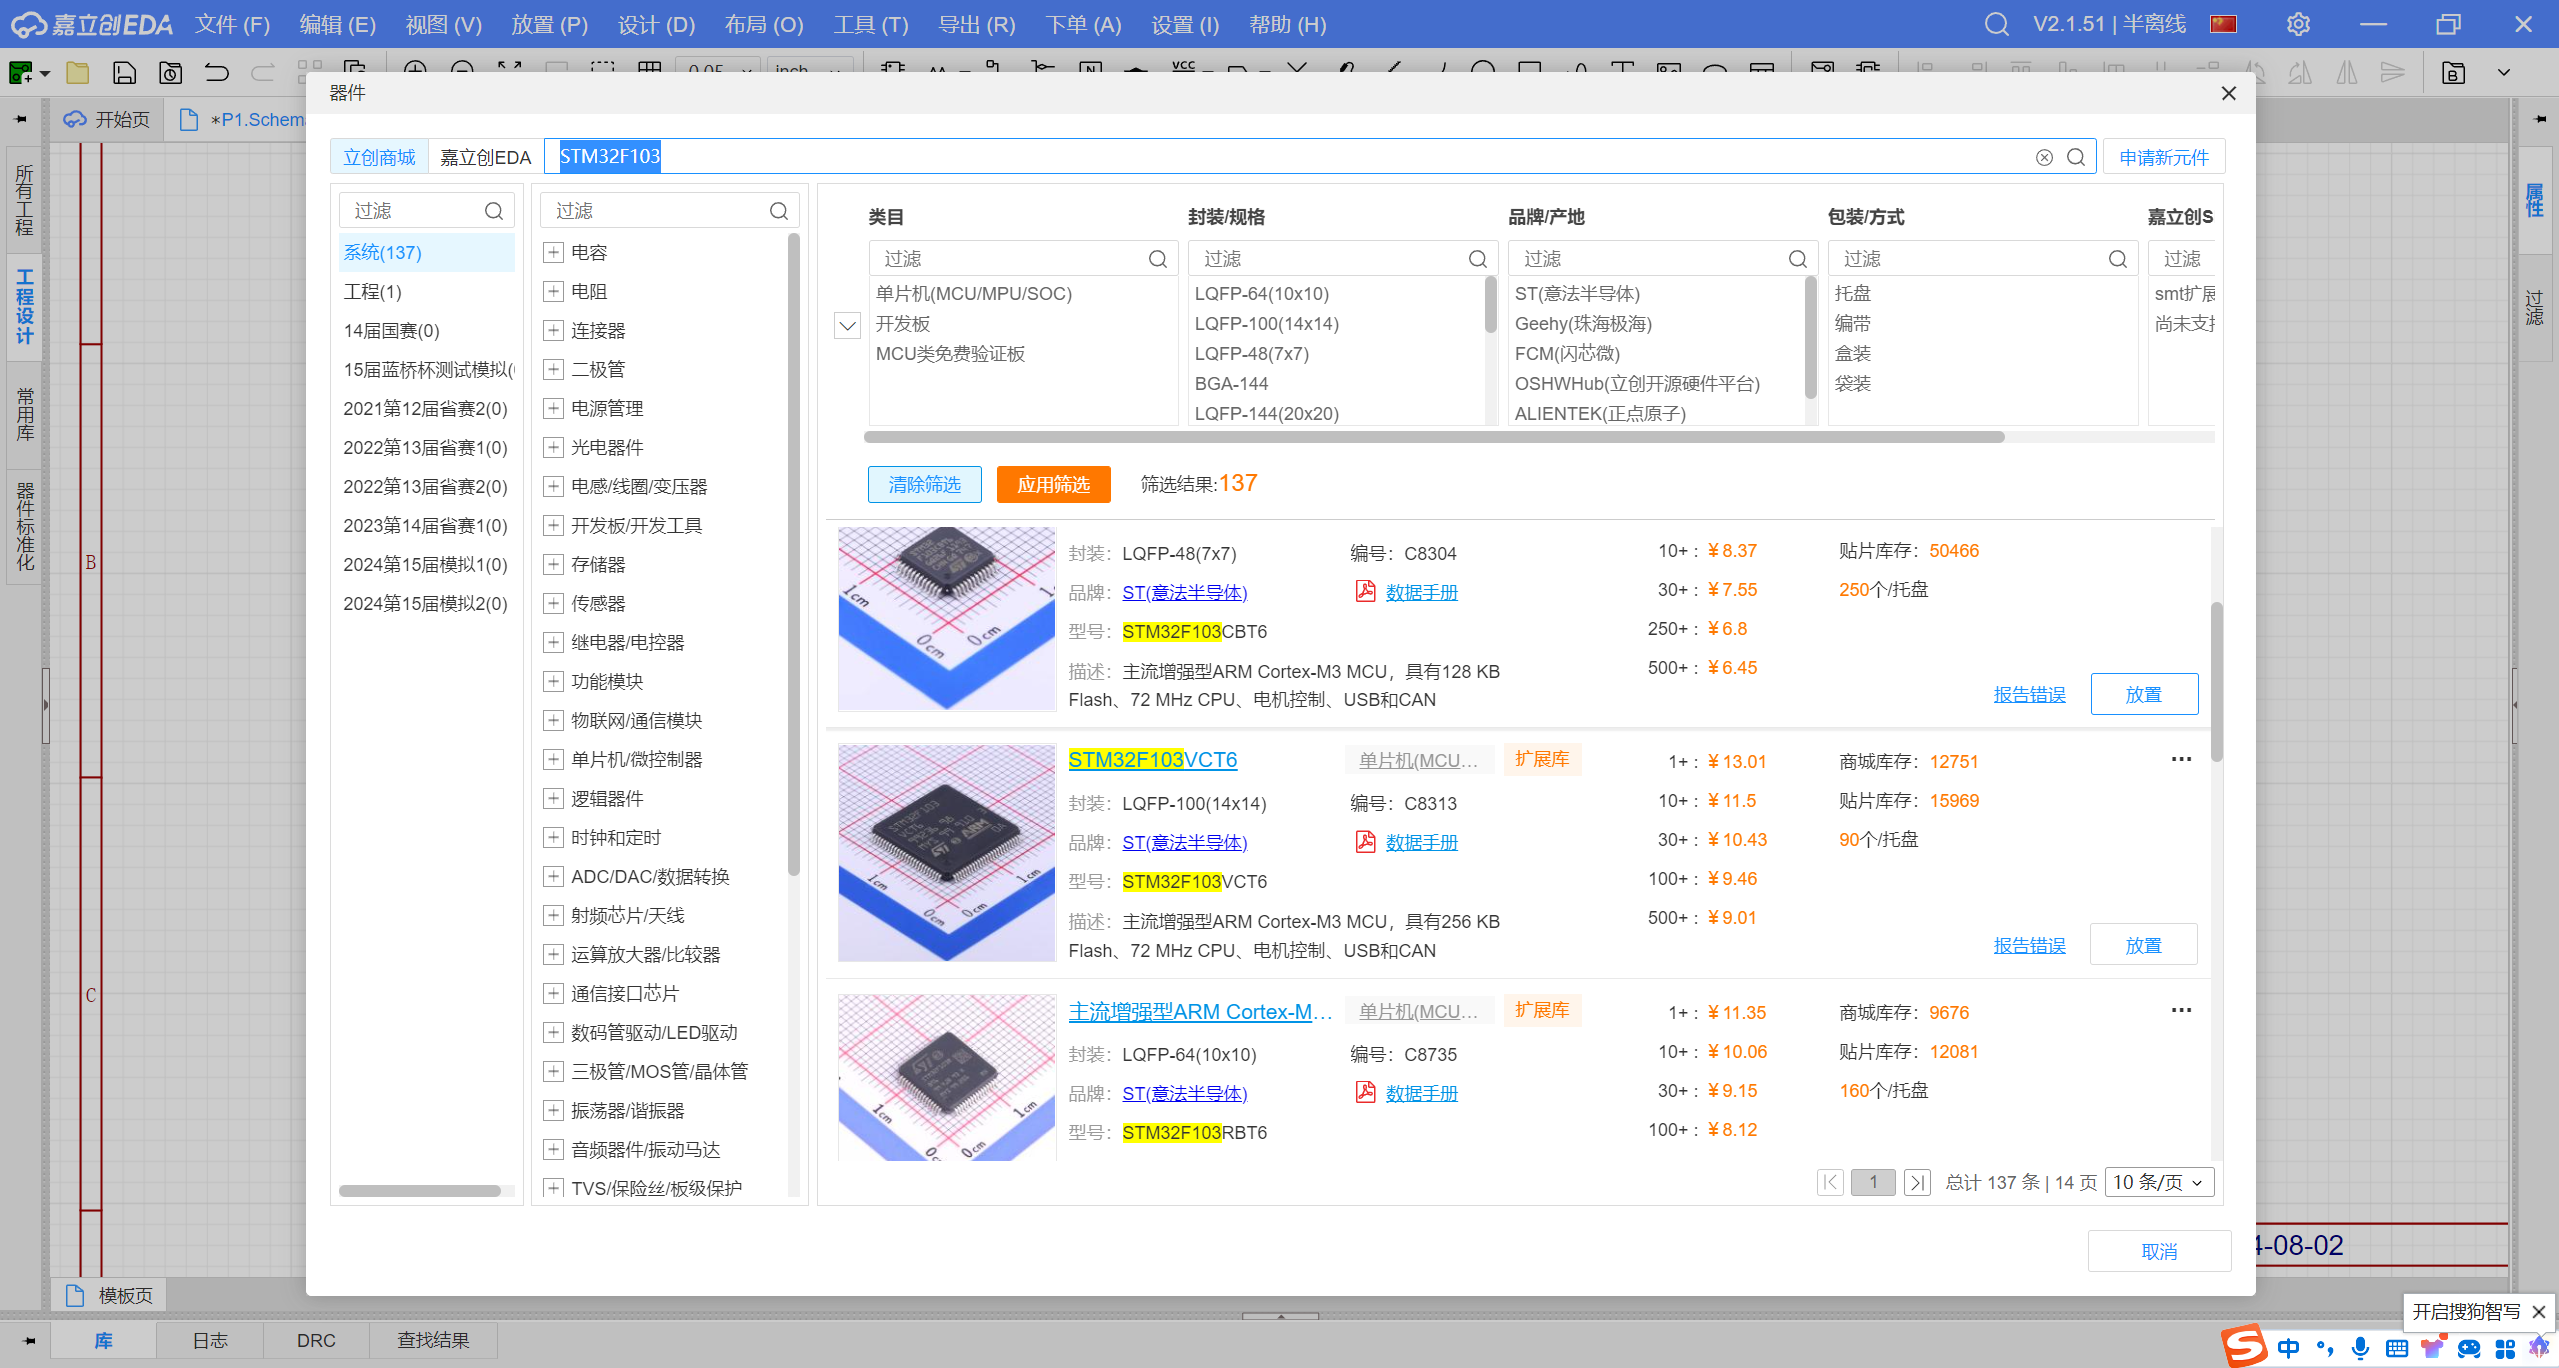 嘉立创EDA 文件 (F) 编辑 (E) 视图 (V) 放置 (P) 设计 (D) 布局 (O) 工具 (T) 导出 (R) 下单 (A) 设置 (I) 帮助 (H) V2.1.51 | 半离线
0.05 inch VCC
器件
开始页 *P1.Schem
立创商城 嘉立创EDA STM32F103 申请新元件
所有工程
工程设计
常用库
器件标准化
属性
过滤
过滤
系统(137)
工程(1)
14届国赛(0)
15届蓝桥杯测试模拟(
2021第12届省赛2(0)
2022第13届省赛1(0)
2022第13届省赛2(0)
2023第14届省赛1(0)
2024第15届模拟1(0)
2024第15届模拟2(0)
过滤
电容
电阻
连接器
二极管
电源管理
光电器件
电感/线圈/变压器
开发板/开发工具
存储器
传感器
继电器/电控器
功能模块
物联网/通信模块
单片机/微控制器
逻辑器件
时钟和定时
ADC/DAC/数据转换
射频芯片/天线
运算放大器/比较器
通信接口芯片
数码管驱动/LED驱动
三极管/MOS管/晶体管
振荡器/谐振器
音频器件/振动马达
TVS/保险丝/板级保护
类目 封装/规格 品牌/产地 包装/方式 嘉立创S
过滤 过滤 过滤 过滤 过滤
单片机(MCU/MPU/SOC) LQFP-64(10x10) ST(意法半导体) 托盘 smt扩展
开发板 LQFP-100(14x14) Geehy(珠海极海) 编带 尚未支持
MCU类免费验证板 LQFP-48(7x7) FCM(闪芯微) 盒装
BGA-144 OSHWHub(立创开源硬件平台) 袋装
LQFP-144(20x20) ALIENTEK(正点原子)
清除筛选 应用筛选 筛选结果:137
封装: LQFP-48(7x7) 编号: C8304 10+ : ￥8.37 贴片库存: 50466
品牌: ST(意法半导体) 数据手册 30+ : ￥7.55 250个/托盘
型号: STM32F103CBT6 250+ : ￥6.8
描述: 主流增强型ARM Cortex-M3 MCU，具有128 KB 500+ : ￥6.45
Flash、72 MHz CPU、电机控制、USB和CAN 报告错误 放置
STM32F103VCT6 单片机(MCU... 扩展库 1+ : ￥13.01 商城库存: 12751 ...
封装: LQFP-100(14x14) 编号: C8313 10+ : ￥11.5 贴片库存: 15969
品牌: ST(意法半导体) 数据手册 30+ : ￥10.43 90个/托盘
型号: STM32F103VCT6 100+ : ￥9.46
描述: 主流增强型ARM Cortex-M3 MCU，具有256 KB 500+ : ￥9.01
Flash、72 MHz CPU、电机控制、USB和CAN 报告错误 放置
主流增强型ARM Cortex-M... 单片机(MCU... 扩展库 1+ : ￥11.35 商城库存: 9676 ...
封装: LQFP-64(10x10) 编号: C8735 10+ : ￥10.06 贴片库存: 12081
品牌: ST(意法半导体) 数据手册 30+ : ￥9.15 160个/托盘
型号: STM32F103RBT6 100+ : ￥8.12
1 总计 137 条 | 14 页 10 条/页
取消
B
C
4-08-02
模板页
库 日志 DRC 查找结果
开启搜狗智写
中